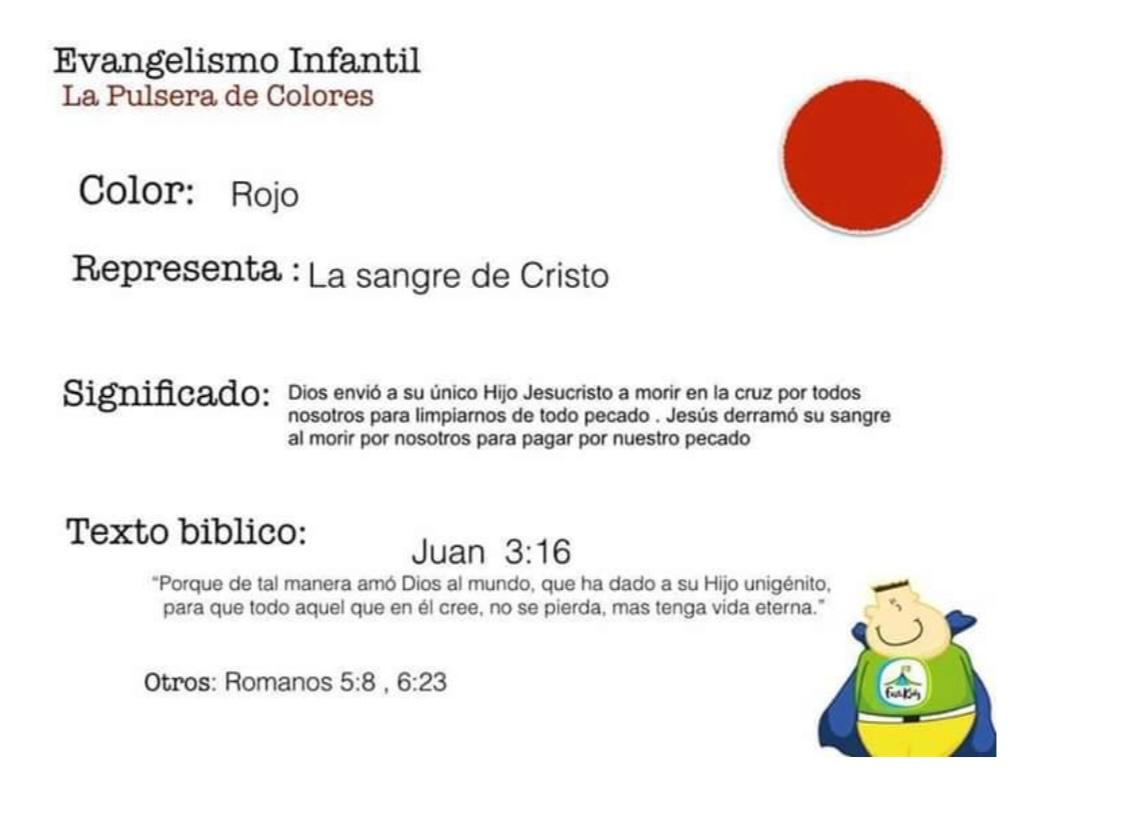 Evangelismo Infantil
La Pulsera de Colores
Color: Rojo
Representa : La sangre de Cristo
Significado: Dios envió a su único Hijo Jesucristo a morir en la cruz por todos
nosotros para limpiarnos de todo pecado . Jesús derramó su sangre
al morir por nosotros para pagar por nuestro pecado
Texto biblico:
Juan 3:16
“Porque de tal manera amó Dios al mundo, que ha dado a su Hijo unigénito,
para que todo aquel que en él cree, no se pierda, mas tenga vida eterna.”
Otros: Romanos 5:8 , 6:23